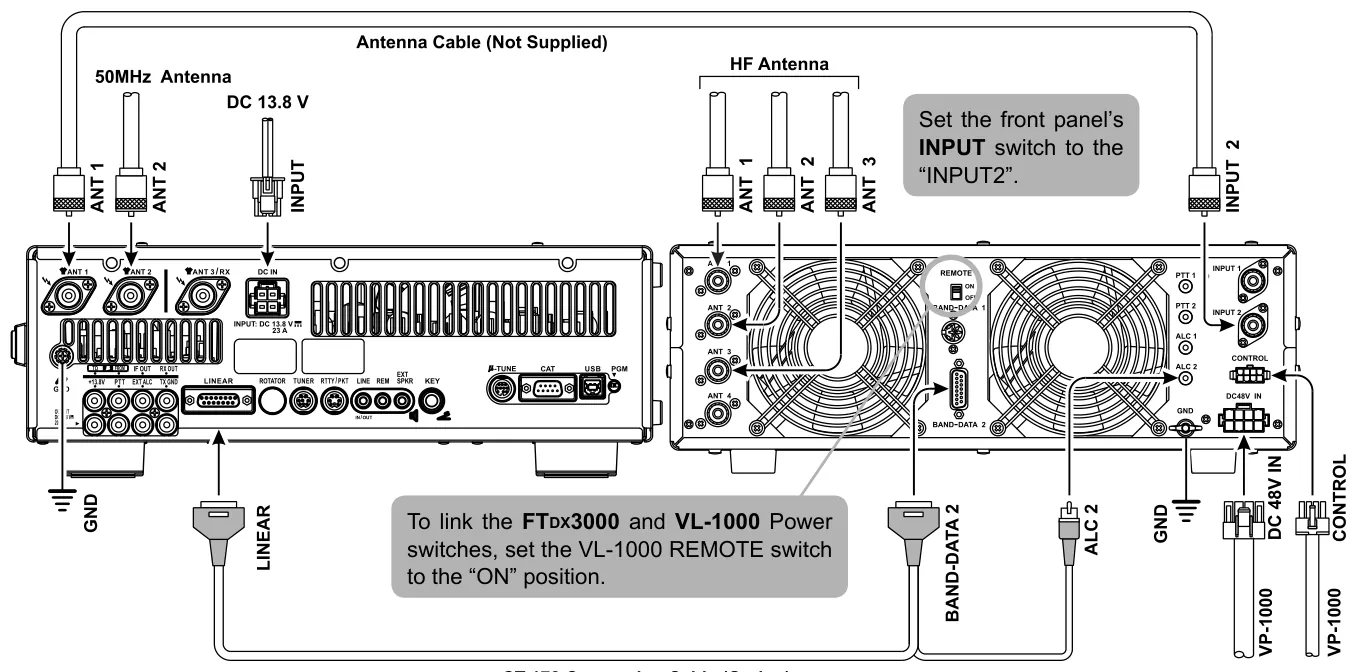 Antenna Cable (Not Supplied)
50MHz Antenna
DC 13.8 V
HF Antenna
Set the front panel's
INPUT switch to the
“INPUT2”.
ANT 1
ANT 2
INPUT
ANT 1
ANT 2
ANT 3
INPUT 2
ANT 1
ANT 2
ANT 3/RX
DC IN
INPUT: DC 13.8 V
23 A
+13.8V
PTT
IF OUT
EXT ALC
RX OUT
TX GND
LINEAR
ROTATOR
TUNER
RTTY/PKT
LINE
IN/OUT
REM
EXT
SPKR
KEY
μ-TUNE
CAT
USB
PGM
ANT 2
ANT 3
ANT 4
REMOTE
ON
BAND-DATA 1
BAND-DATA 2
PTT 1
PTT 2
ALC 1
ALC 2
GND
INPUT 1
INPUT 2
CONTROL
DC48V IN
GND
LINEAR
To link the FTDX3000 and VL-1000 Power
switches, set the VL-1000 REMOTE switch
to the “ON” position.
BAND-DATA 2
ALC 2
GND
DC 48V IN
CONTROL
VP-1000
VP-1000